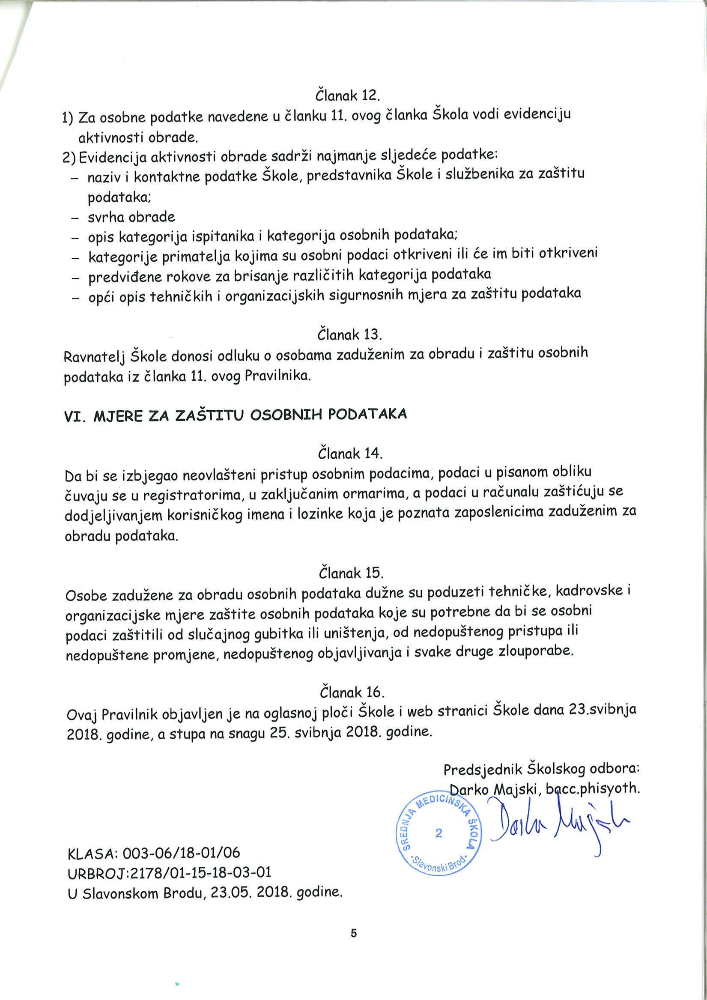 Članak 12.
1) Za osobne podatke navedene u članku 11. ovog članka Škola vodi evidenciju
aktivnosti obrade.
2) Evidencija aktivnosti obrade sadrži najmanje sljedeće podatke:
– naziv i kontaktne podatke Škole, predstavnika Škole i službenika za zaštitu
podataka;
– svrha obrade
– opis kategorija ispitanika i kategorija osobnih podataka;
– kategorije primatelja kojima su osobni podaci otkriveni ili će im biti otkriveni
– predviđene rokove za brisanje različitih kategorija podataka
– opći opis tehničkih i organizacijskih sigurnosnih mjera za zaštitu podataka
Članak 13.
Ravnatelj Škole donosi odluku o osobama zaduženim za obradu i zaštitu osobnih
podataka iz članka 11. ovog Pravilnika.
VI. MJERE ZA ZAŠTITU OSOBNIH PODATAKA
Članak 14.
Da bi se izbjegao neovlašteni pristup osobnim podacima, podaci u pisanom obliku
čuvaju se u registratorima, u zaključanim ormarima, a podaci u računalu zaštićuju se
dodjeljivanjem korisničkog imena i lozinke koja je poznata zaposlenicima zaduženim za
obradu podataka.
Članak 15.
Osobe zadužene za obradu osobnih podataka dužne su poduzeti tehničke, kadrovske i
organizacijske mjere zaštite osobnih podataka koje su potrebne da bi se osobni
podaci zaštitili od slučajnog gubitka ili uništenja, od nedopuštenog pristupa ili
nedopuštene promjene, nedopuštenog objavljivanja i svake druge zlouporabe.
Članak 16.
Ovaj Pravilnik objavljen je na oglasnoj ploči Škole i web stranici Škole dana 23.svibnja
2018. godine, a stupa na snagu 25. svibnja 2018. godine.
Predsjednik Školskog odbora:
Darko Majski, bacc.phisyoth.
Darko Majski
SREDNJA MEDICINSKA ŠKOLA
2
-Slavonski Brod-
KLASA: 003-06/18-01/06
URBROJ:2178/01-15-18-03-01
U Slavonskom Brodu, 23.05. 2018. godine.
5